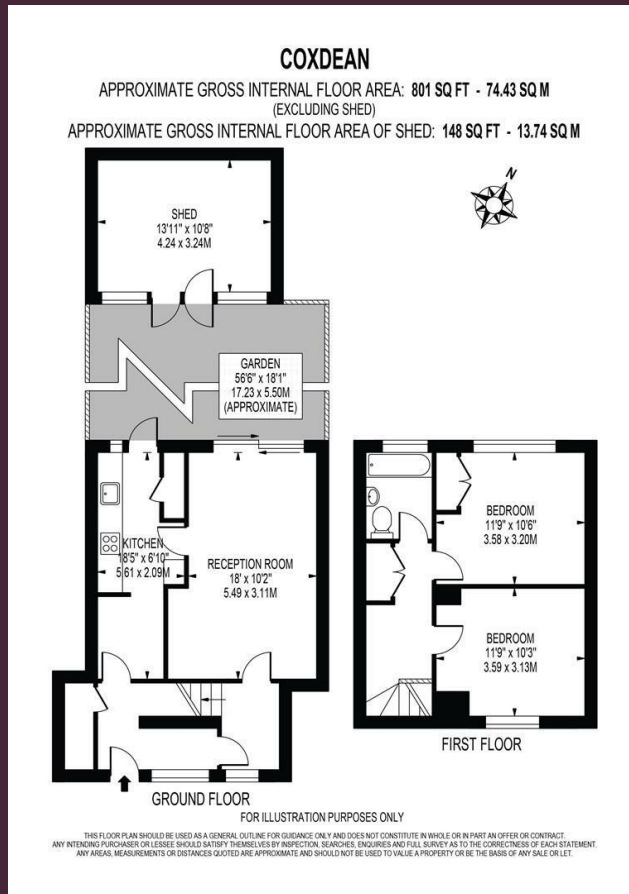 COXDEAN
APPROXIMATE GROSS INTERNAL FLOOR AREA: 801 SQ FT - 74.43 SQ M
(EXCLUDING SHED)
APPROXIMATE GROSS INTERNAL FLOOR AREA OF SHED: 148 SQ FT - 13.74 SQ M
N
SHED
13'11" x 10'8"
4.24 x 3.24M
GARDEN
56'6" x 18'1"
17.23 x 5.50M
(APPROXIMATE)
KITCHEN
18'5" x 6'10"
5.61 x 2.09M
RECEPTION ROOM
18' x 10'2"
5.49 x 3.11M
BEDROOM
11'9" x 10'6"
3.58 x 3.20M
BEDROOM
11'9" x 10'3"
3.59 x 3.13M
FIRST FLOOR
GROUND FLOOR
FOR ILLUSTRATION PURPOSES ONLY
THIS FLOOR PLAN SHOULD BE USED AS A GENERAL OUTLINE FOR GUIDANCE ONLY AND DOES NOT CONSTITUTE IN WHOLE OR IN PART AN OFFER OR CONTRACT.
ANY INTENDING PURCHASER OR LESSEE SHOULD SATISFY THEMSELVES BY INSPECTION, SEARCHES, ENQUIRIES AND FULL SURVEY AS TO THE CORRECTNESS OF EACH STATEMENT.
ANY AREAS, MEASUREMENTS OR DISTANCES QUOTED ARE APPROXIMATE AND SHOULD NOT BE USED TO VALUE A PROPERTY OR BE THE BASIS OF ANY SALE OR LET.